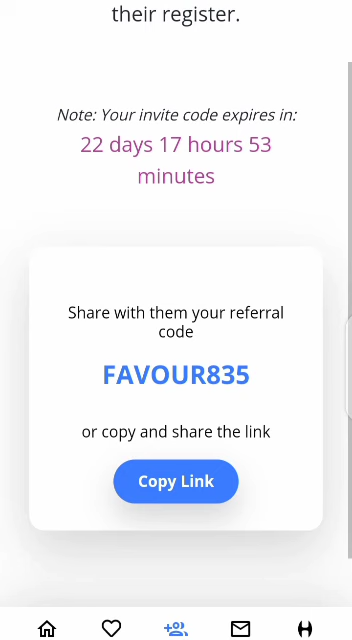 their register.
Note: Your invite code expires in:
22 days 17 hours 53
minutes
Share with them your referral
code
FAVOUR835
or copy and share the link
Copy Link